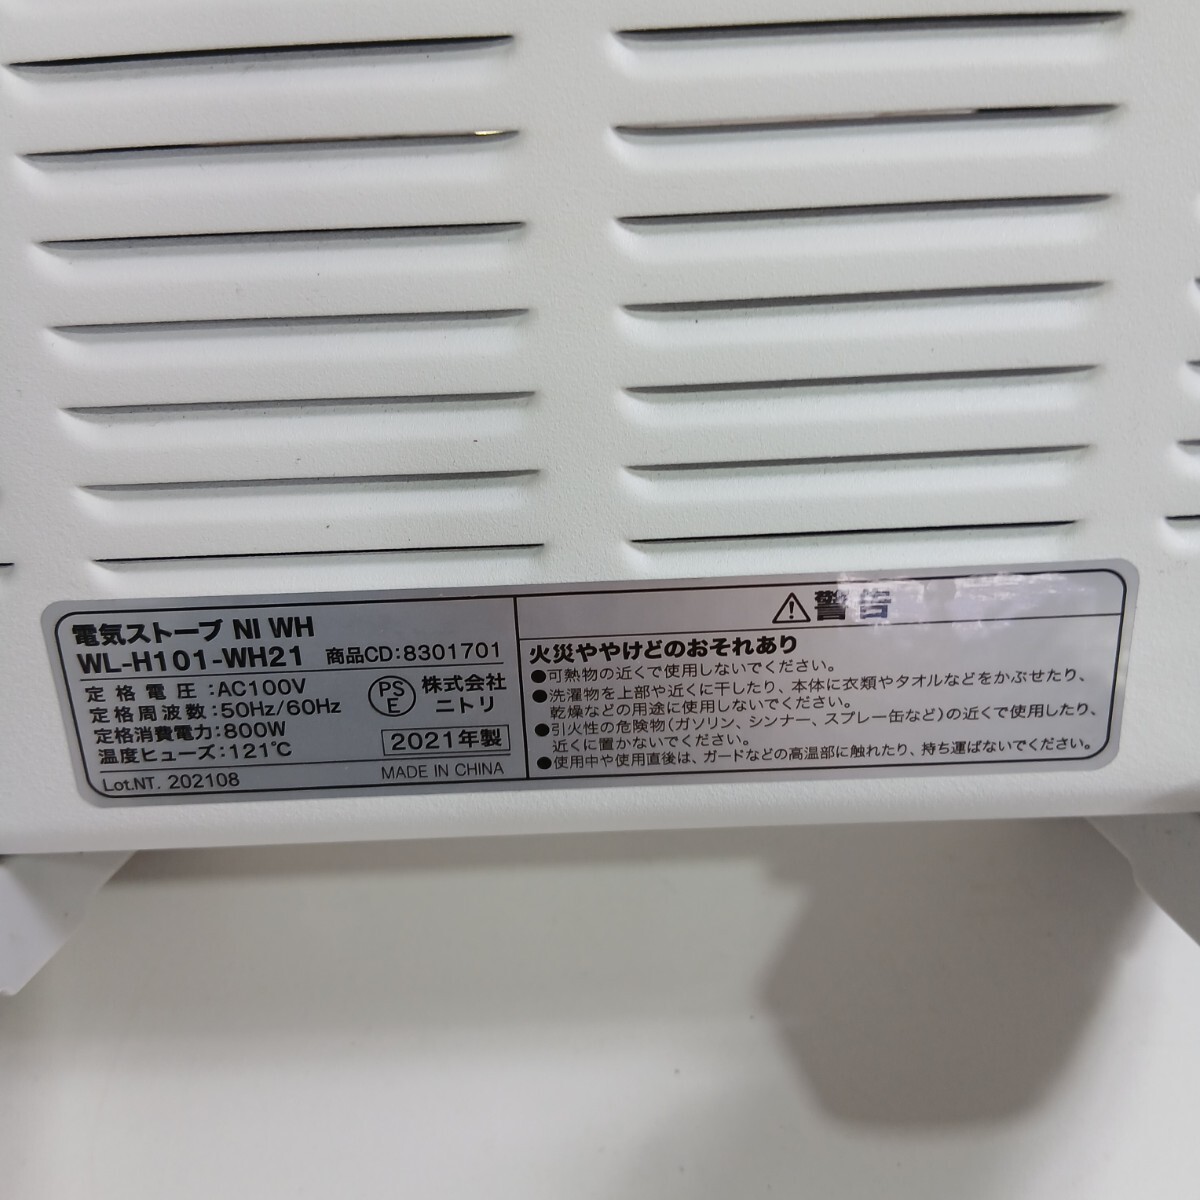 電気ストーブ NI WH
WL-H101-WH21 商品CD:8301701
定格電圧:AC100V
定格周波数:50Hz/60Hz
定格消費電力:800W
温度ヒューズ:121℃
PS
E
株式会社
ニトリ
2021年製
Lot.NT. 202108
MADE IN CHINA
⚠警告
火災ややけどのおそれあり
●可熱物の近くで使用しないでください。
●洗濯物を上部や近くに干したり、本体に衣類やタオルなどをかぶせたり、
乾燥などの用途に使用しないでください。
●引火性の危険物(ガソリン、シンナー、スプレー缶など)の近くで使用したり、
近くに置かないでください。
●使用中や使用直後は、ガードなどの高温部に触れたり、持ち運ばないでください。